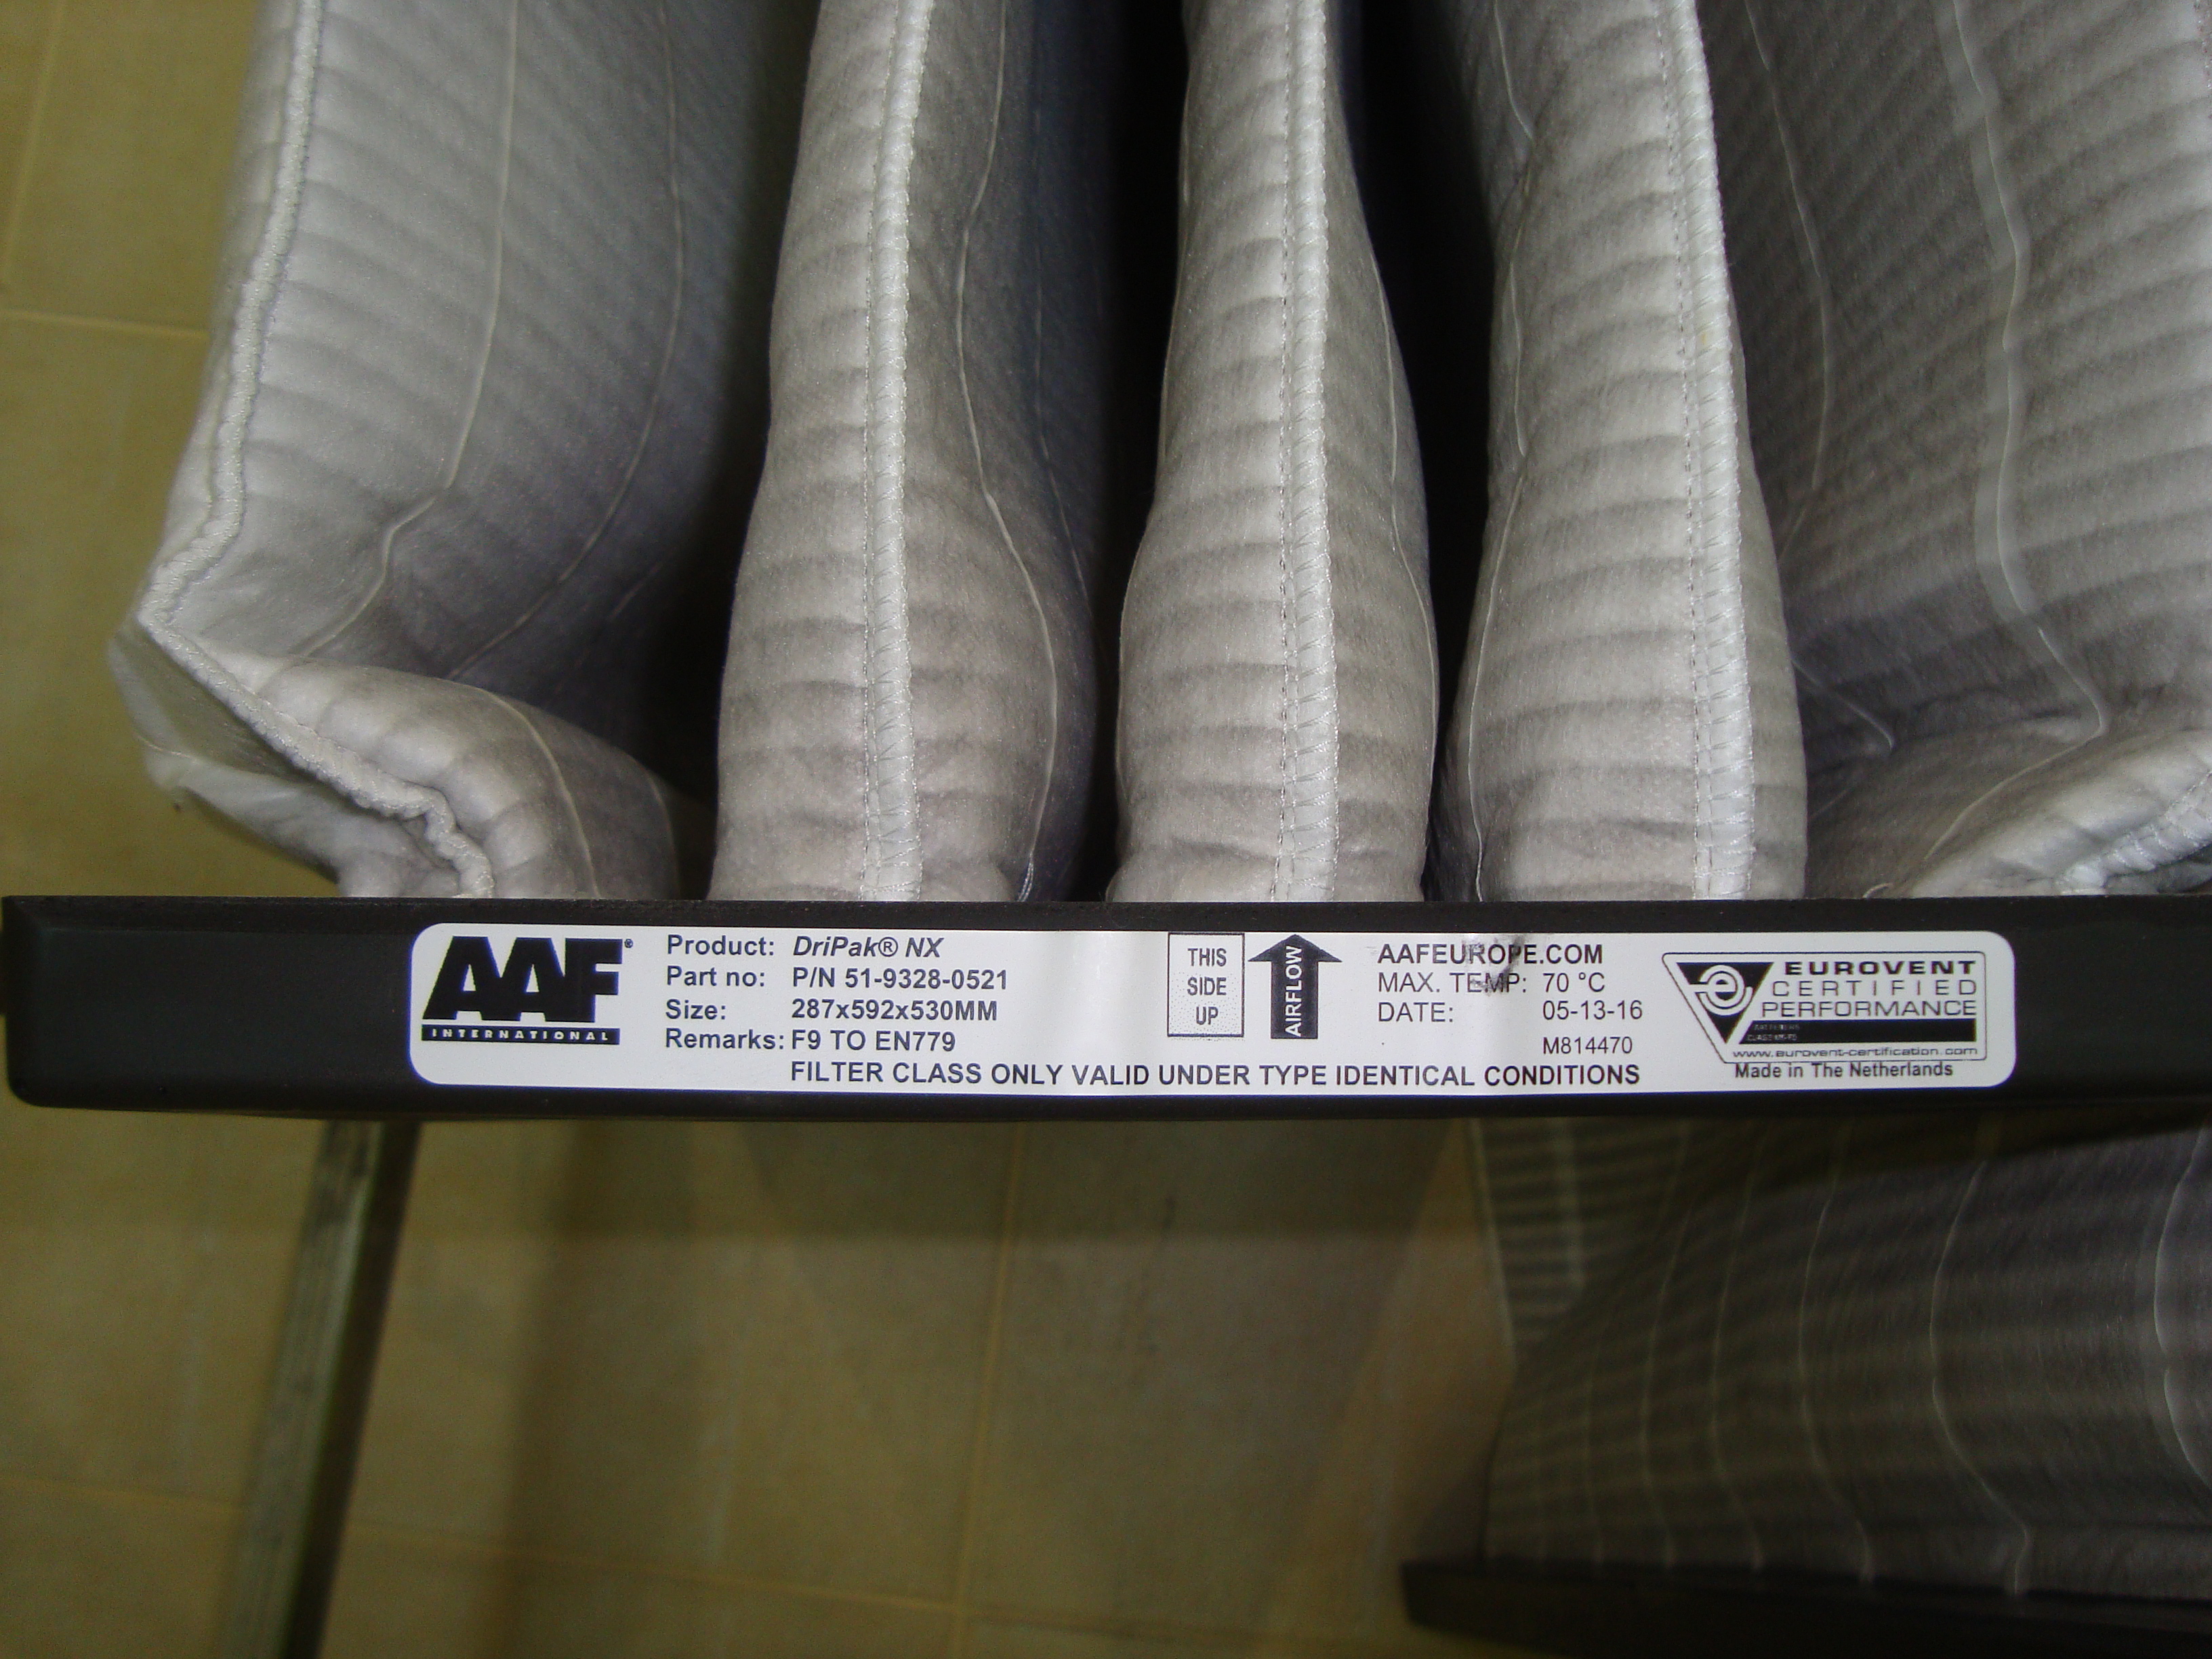 AAF®
INTERNATIONAL
Product: DriPak® NX
Part no: P/N 51-9328-0521
Size: 287x592x530MM
Remarks: F9 TO EN779
FILTER CLASS ONLY VALID UNDER TYPE IDENTICAL CONDITIONS
THIS
SIDE
UP
AIRFLOW
AAFEUROPE.COM
MAX. TEMP: 70 °C
DATE: 05-13-16
M814470
EUROVENT
CERTIFIED
PERFORMANCE
www.eurovent-certification.com
Made in The Netherlands